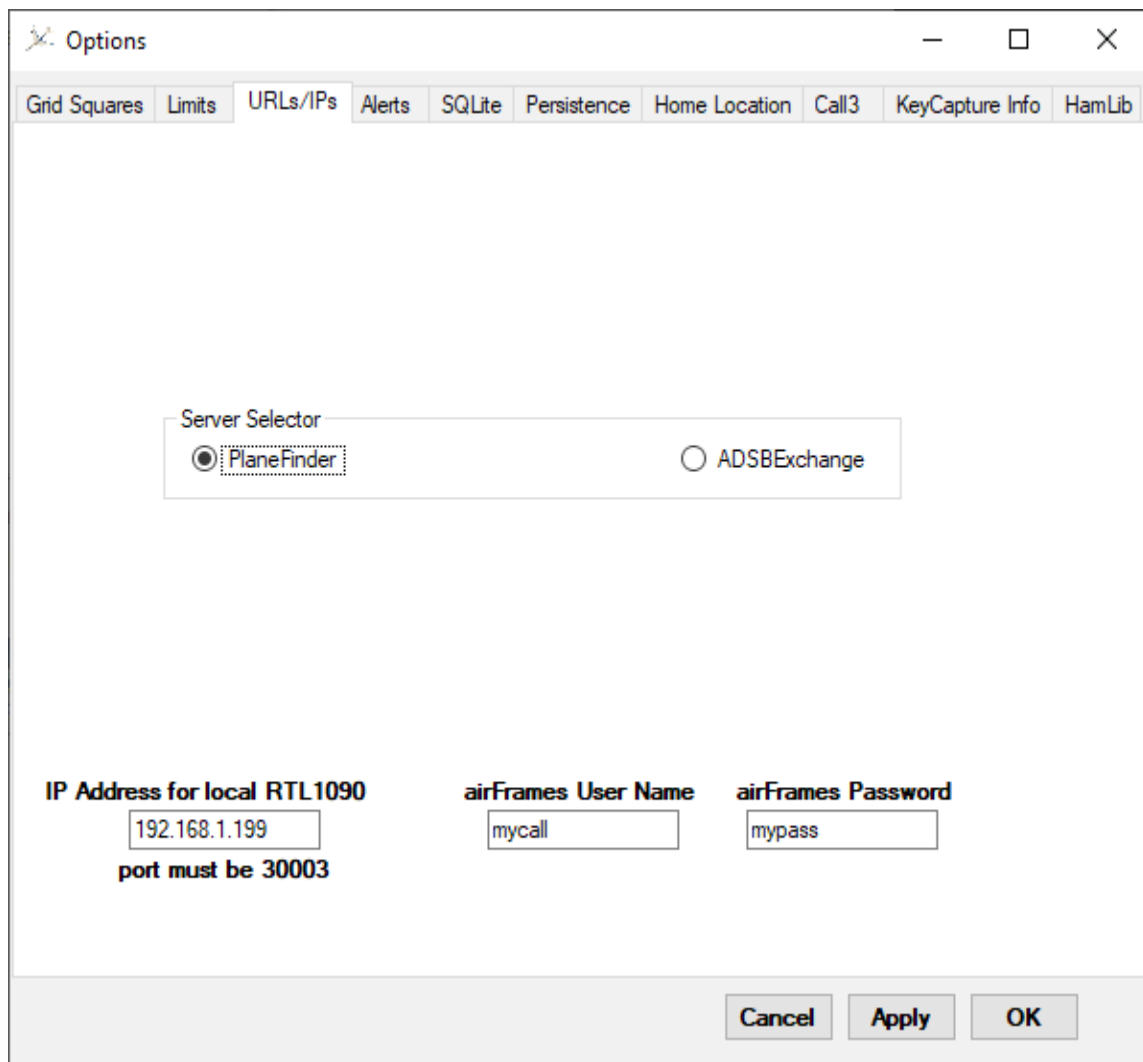 Options
Grid Squares Limits URLs/IPs Alerts SQLite Persistence Home Location Call3 KeyCapture Info HamLib
Server Selector
PlaneFinder ADSBExchange
IP Address for local RTL1090 airFrames User Name airFrames Password
192.168.1.199 mycall mypass
port must be 30003
Cancel Apply OK